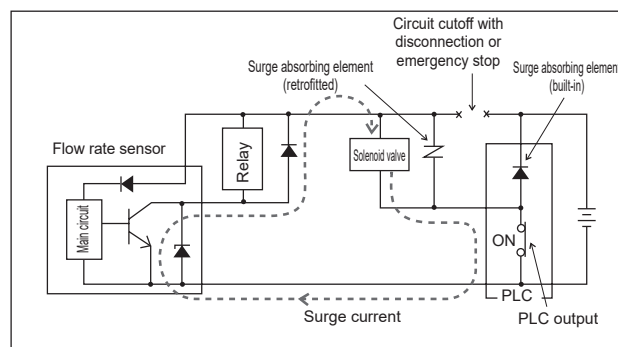 Circuit cutoff with
disconnection or
emergency stop
Surge absorbing element
(retrofitted)
Surge absorbing element
(built-in)
Flow rate sensor
Relay
Solenoid valve
Main circuit
ON
PLC
PLC output
Surge current